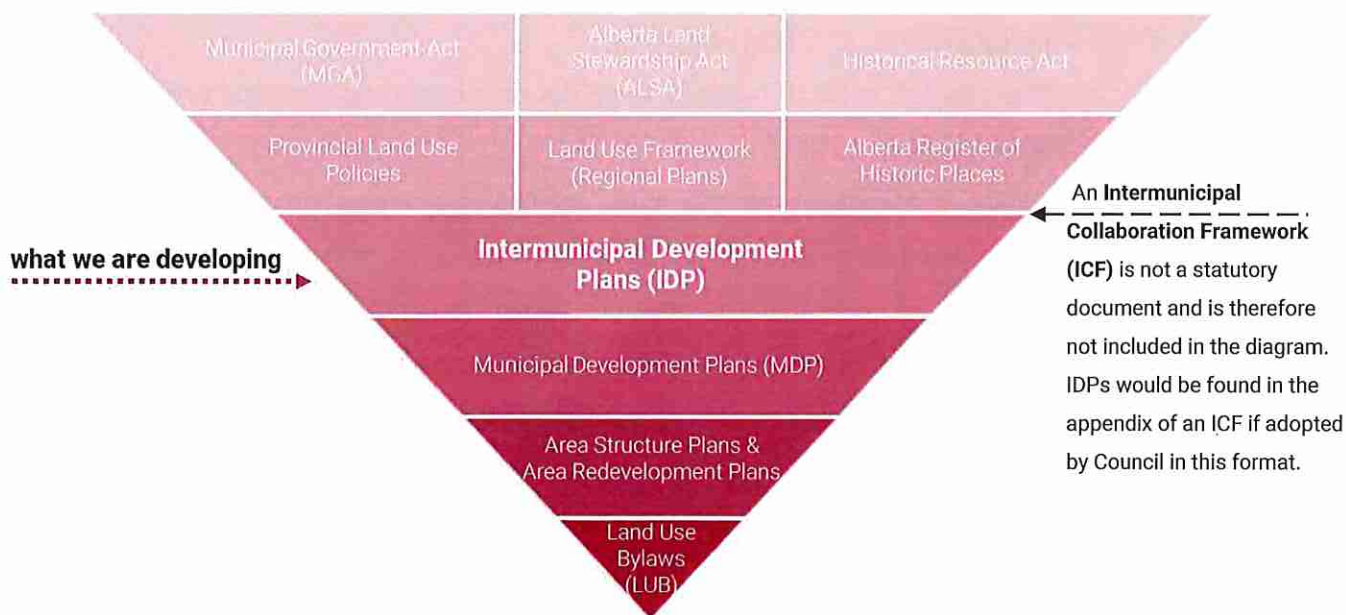 Municipal Government Act
(MGA)
Alberta Land
Stewardship Act
(ALSA)
Historical Resource Act
Provincial Land Use
Policies
Land Use Framework
(Regional Plans)
Alberta Register of
Historic Places
what we are developing
Intermunicipal Development
Plans (IDP)
An Intermunicipal
Collaboration Framework
(ICF) is not a statutory
document and is therefore
not included in the diagram.
IDPs would be found in the
appendix of an ICF if adopted
by Council in this format.
Municipal Development Plans (MDP)
Area Structure Plans &
Area Redevelopment Plans
Land Use
Bylaws
(LUB)